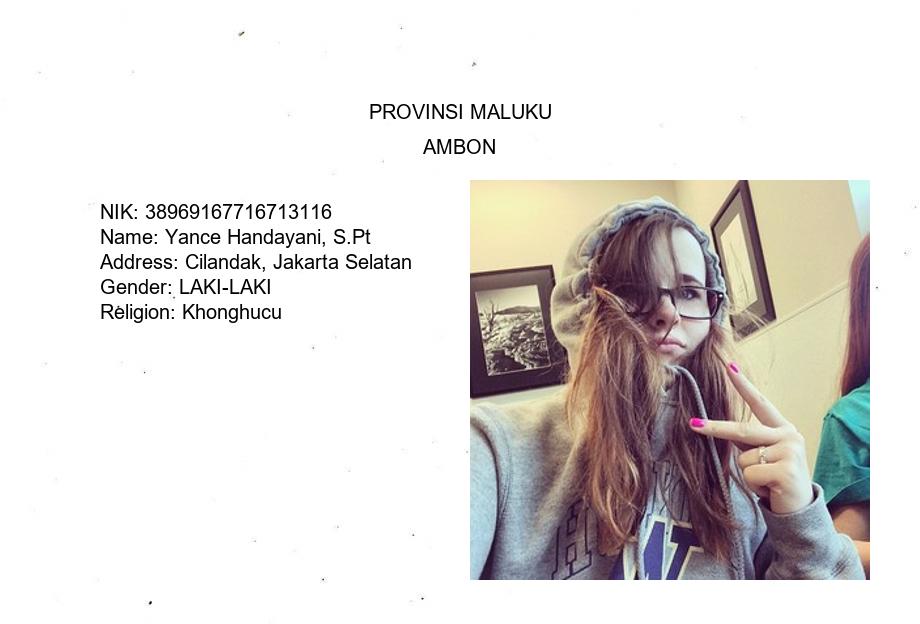 PROVINSI MALUKU
AMBON
NIK: 38969167716713116
Name: Yance Handayani, S.Pt
Address: Cilandak, Jakarta Selatan
Gender: LAKI-LAKI
Religion: Khonghucu
W